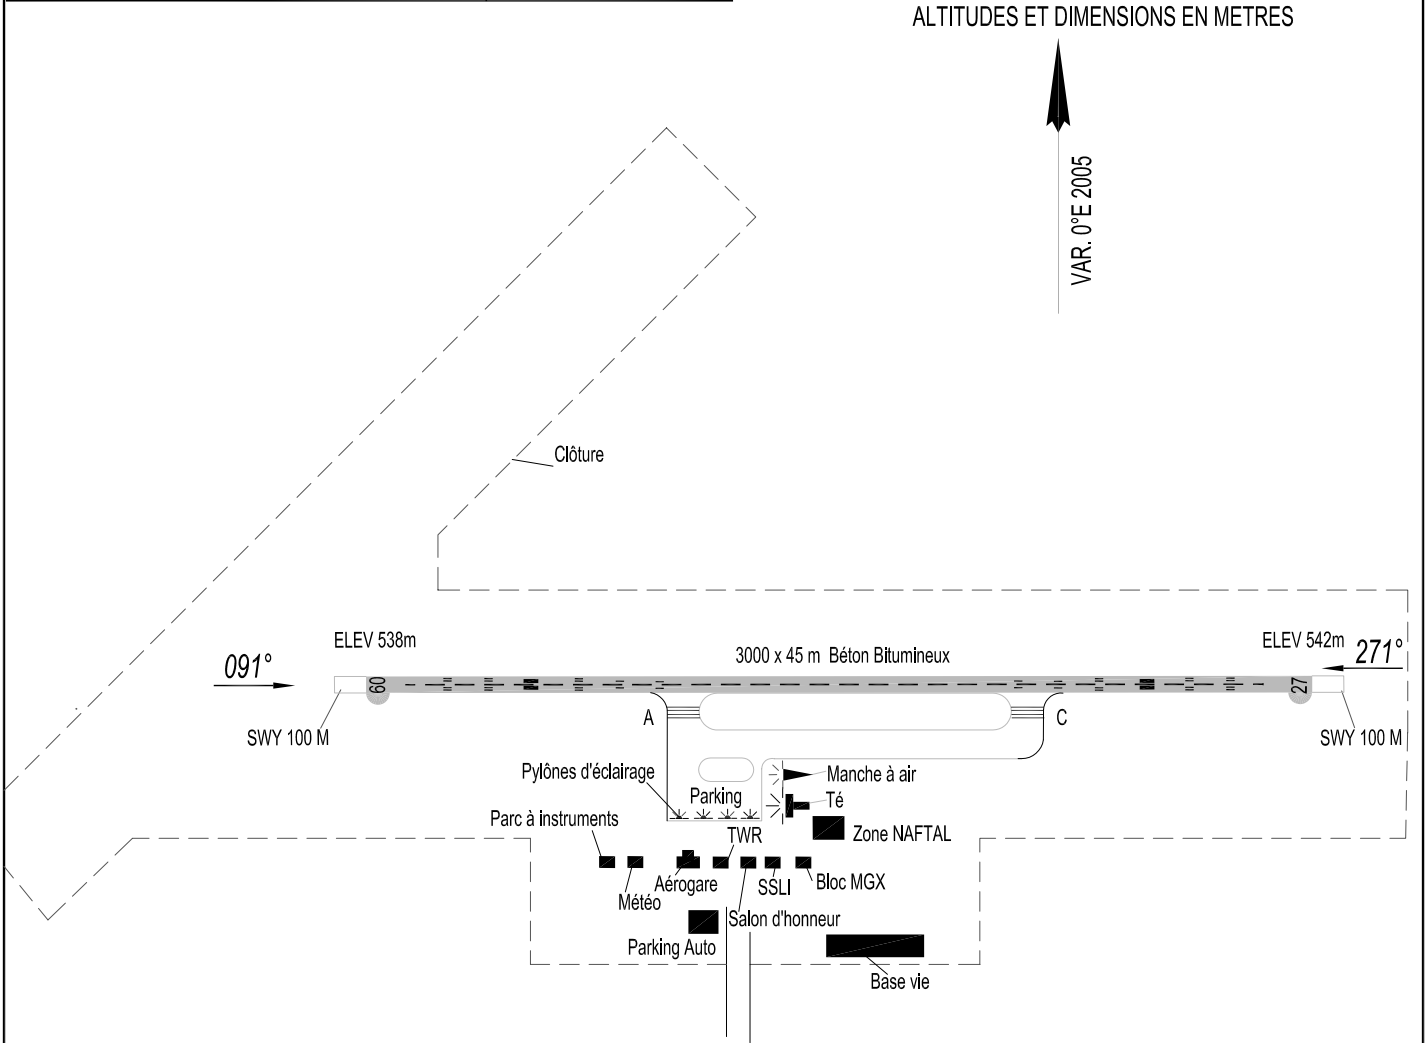 ALTITUDES ET DIMENSIONS EN METRES
VAR. 0°E 2005
Clôture
ELEV 538m
ELEV 542m
091°
3000 x 45 m Béton Bitumineux
271°
09
27
A
C
SWY 100 M
SWY 100 M
Pylônes d'éclairage
Manche à air
Parking
Té
Parc à instruments
TWR
Zone NAFTAL
Météo
Aérogare
SSLI
Bloc MGX
Salon d'honneur
Parking Auto
Base vie